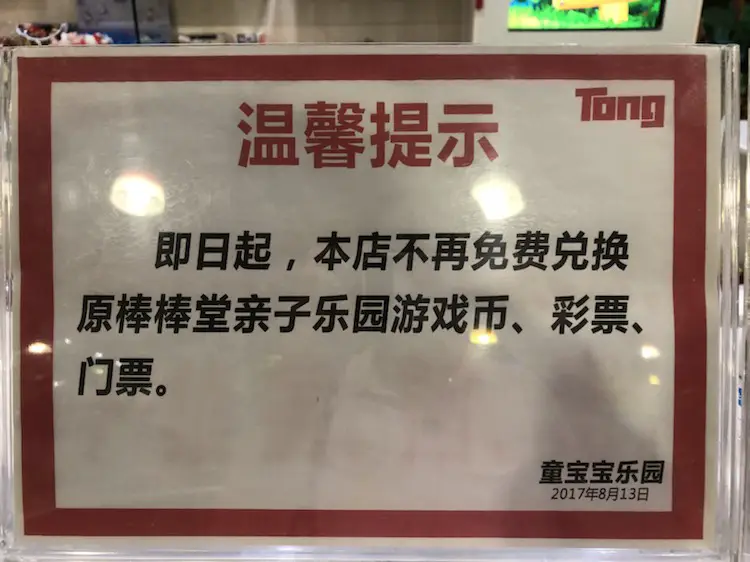 Tong
温馨提示
即日起，本店不再免费兑换
原棒棒堂亲子乐园游戏币、彩票、
门票。
童宝宝乐园
2017年8月13日